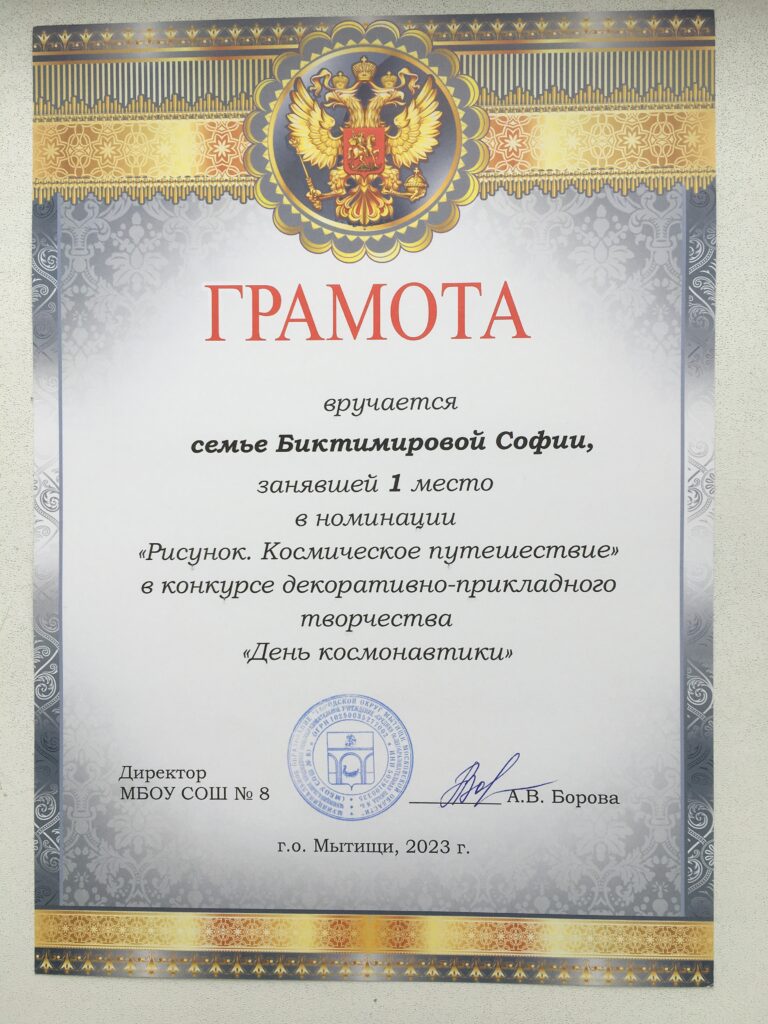 ГРАМОТА
вручается
семье Биктимировой Софии,
занявшей 1 место
в номинации
«Рисунок. Космическое путешествие»
в конкурсе декоративно-прикладного
творчества
«День космонавтики»
Директор
МБОУ СОШ № 8
А.В. Борова
г.о. Мытищи, 2023 г.